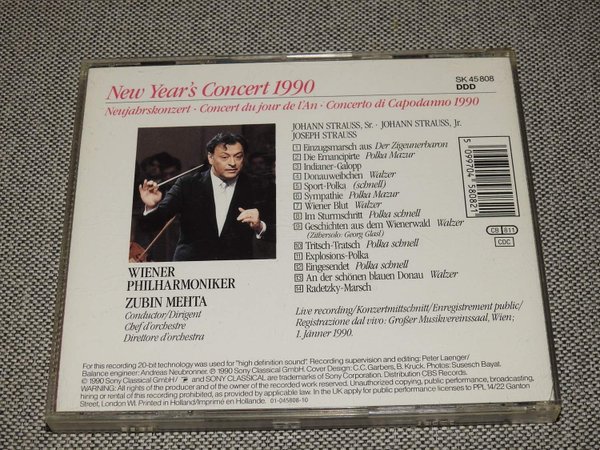 New Year's Concert 1990
SK 45808
DDD
Neujahrskonzert · Concert du jour de l'An · Concerto di Capodanno 1990
JOHANN STRAUSS, Sr. · JOHANN STRAUSS, Jr.
JOSEPH STRAUSS
1 Einzugsmarsch aus Der Zigeunerbaron
2 Die Emancipirte Polka Mazur
3 Indianer-Galopp
4 Donauweibchen Walzer
5 Sport-Polka (schnell)
6 Sympathie Polka Mazur
7 Wiener Blut Walzer
8 Im Sturmschritt Polka schnell
9 Geschichten aus dem Wienerwald Walzer
(Zithersolo: Georg Glasl)
10 Tritsch-Tratsch Polka schnell
11 Explosions-Polka
12 Eingesendet Polka schnell
13 An der schönen blauen Donau Walzer
14 Radetzky-Marsch
5 099704 580821
CB 811
CDC
WIENER
PHILHARMONIKER
ZUBIN MEHTA
Conductor/Dirigent
Chef d'orchestre
Direttore d'orchestra
Live recording/Konzertmittschnitt/Enregistrement public/
Registrazione dal vivo: Großer Musikvereinssaal, Wien;
1. Jänner 1990.
For this recording 20-bit technology was used for "high definition sound". Recording supervision and editing: Peter Laenger/
Balance engineer: Andreas Neubronner. ℗ 1990 Sony Classical GmbH. Cover Design: C.C. Garbers, B. Kruck. Photos: Susesch Bayat.
© 1990 Sony Classical GmbH/ and SONY CLASSICAL are trademarks of Sony Corporation. Distribution CBS Records.
WARNING: All rights of the producer and of the owner of the recorded work reserved. Unauthorized copying, public performance, broadcasting,
hiring or rental of this recording prohibited, as provided by applicable law. In the UK apply for public performance licences to PPL 14/22 Ganton
Street, London WI. Printed in Holland/Imprimé en Hollande. 01-045808-10